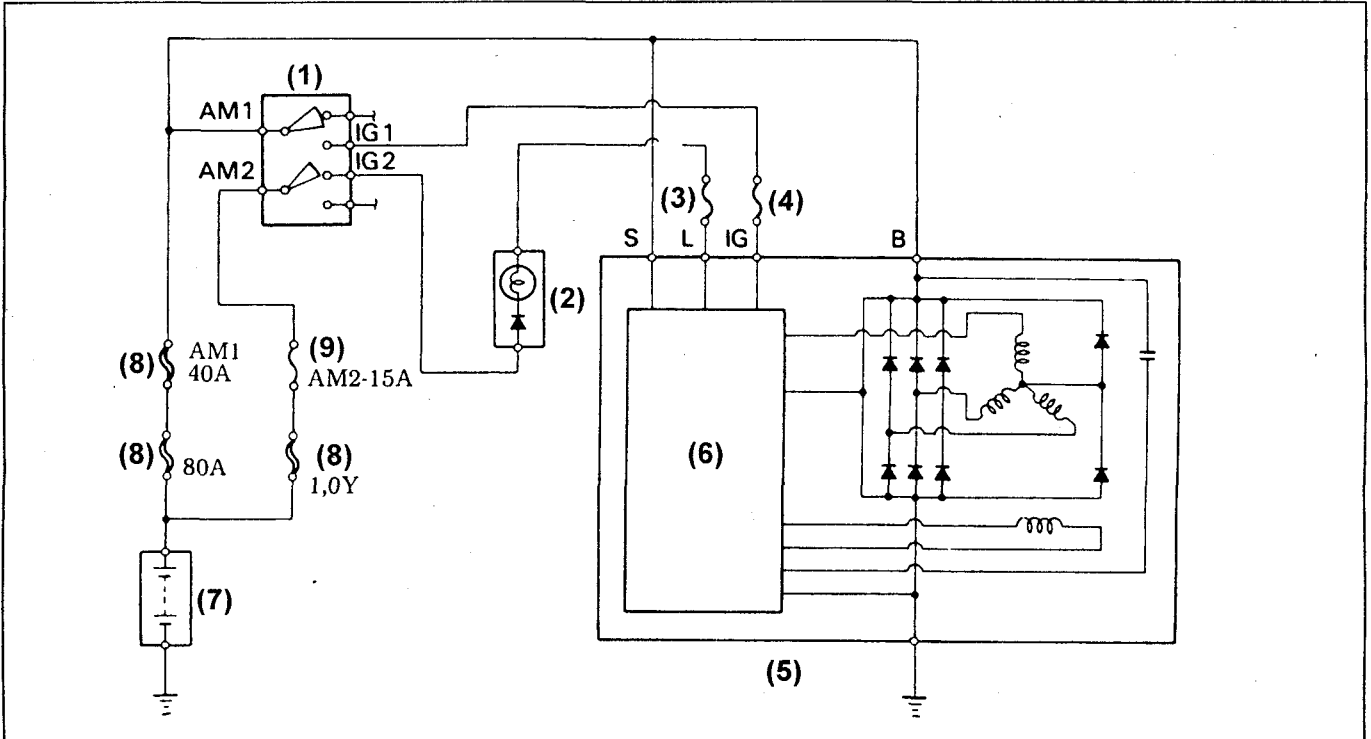 (1)
AM1
IG1
IG2
AM2
(3)
(4)
S
L
IG
B
(2)
(8)
AM1
40A
(9)
AM2-15A
(8)
80A
(8)
1,0Y
(6)
(7)
(5)